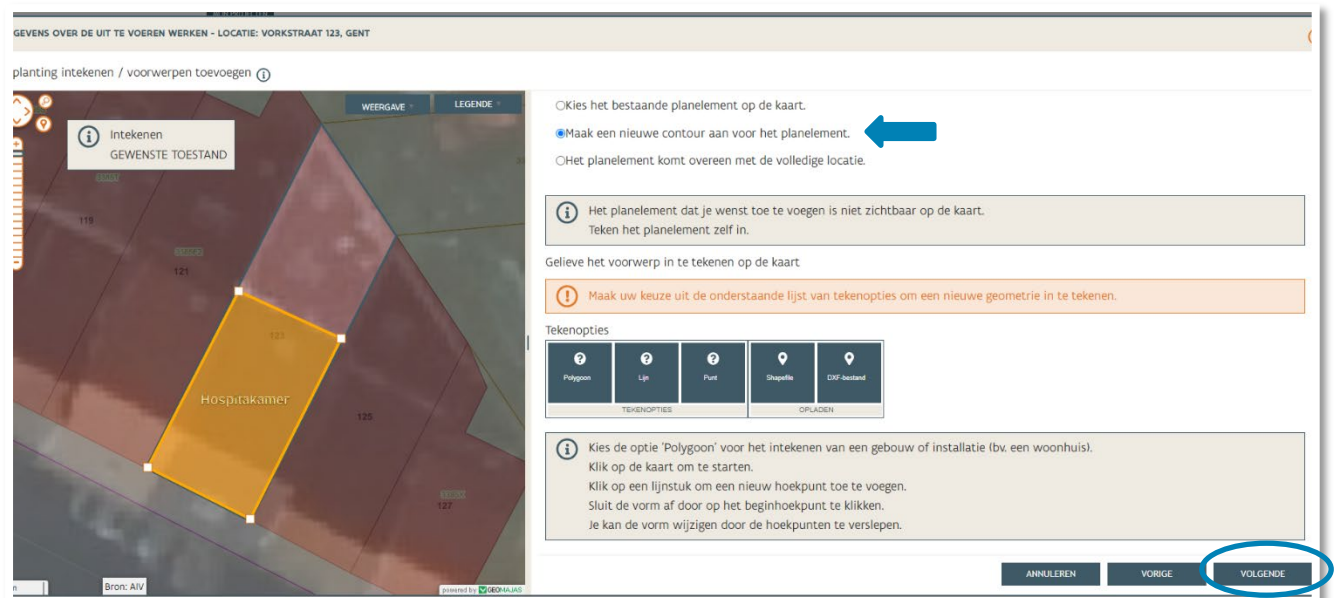 GEVENS OVER DE UIT TE VOEREN WERKEN - LOCATIE: VORKSTRAAT 123, GENT
planting intekenen / voorwerpen toevoegen
WEERGAVE
LEGENDE
Intekenen
GEWENSTE TOESTAND
119
121
123
Hospitakamer
125
127
Bron: AIV
powered by GEOMAJAS
Kies het bestaande planelement op de kaart.
Maak een nieuwe contour aan voor het planelement.
Het planelement komt overeen met de volledige locatie.
Het planelement dat je wenst toe te voegen is niet zichtbaar op de kaart.
Teken het planelement zelf in.
Gelieve het voorwerp in te tekenen op de kaart
Maak uw keuze uit de onderstaande lijst van tekenopties om een nieuwe geometrie in te tekenen.
Tekenopties
Polygoon
Lijn
Punt
Shapefile
DXF-bestand
TEKENOPTIES
OPLADEN
Kies de optie 'Polygoon' voor het intekenen van een gebouw of installatie (bv. een woonhuis).
Klik op de kaart om te starten.
Klik op een lijnstuk om een nieuw hoekpunt toe te voegen.
Sluit de vorm af door op het beginhoekpunt te klikken.
Je kan de vorm wijzigen door de hoekpunten te verslepen.
ANNULEREN
VORIGE
VOLGENDE